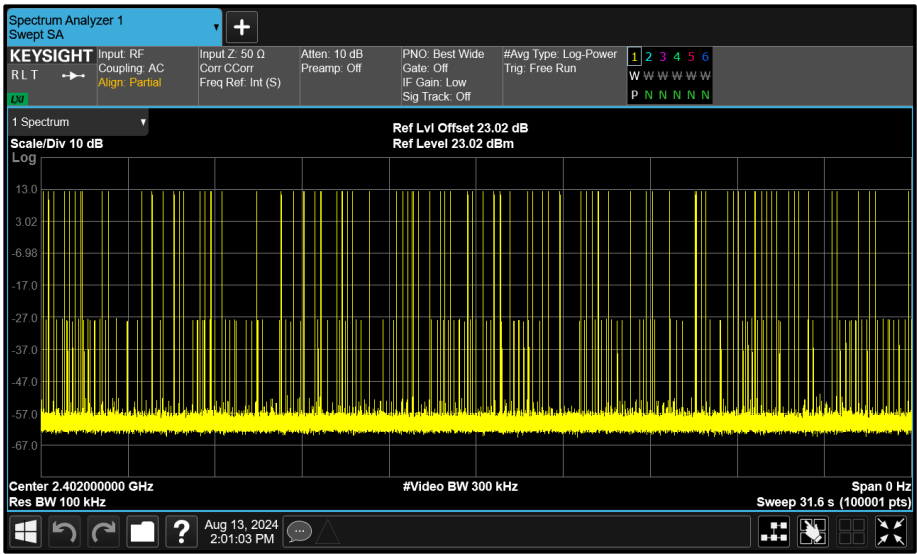 Spectrum Analyzer 1
Swept SA
+
KEYSIGHT
R L T
LXI
Input: RF
Coupling: AC
Align: Partial
Input Z: 50 Ω
Corr CCorr
Freq Ref: Int (S)
Atten: 10 dB
Preamp: Off
PNO: Best Wide
Gate: Off
IF Gain: Low
Sig Track: Off
#Avg Type: Log-Power
Trig: Free Run
1 2 3 4 5 6
W W W W W W
P N N N N N
1 Spectrum
Scale/Div 10 dB
Ref Lvl Offset 23.02 dB
Ref Level 23.02 dBm
Log
13.0
3.02
-6.98
-17.0
-27.0
-37.0
-47.0
-57.0
-67.0
Center 2.402000000 GHz
#Video BW 300 kHz
Span 0 Hz
Res BW 100 kHz
Sweep 31.6 s (100001 pts)
?
Aug 13, 2024
2:01:03 PM